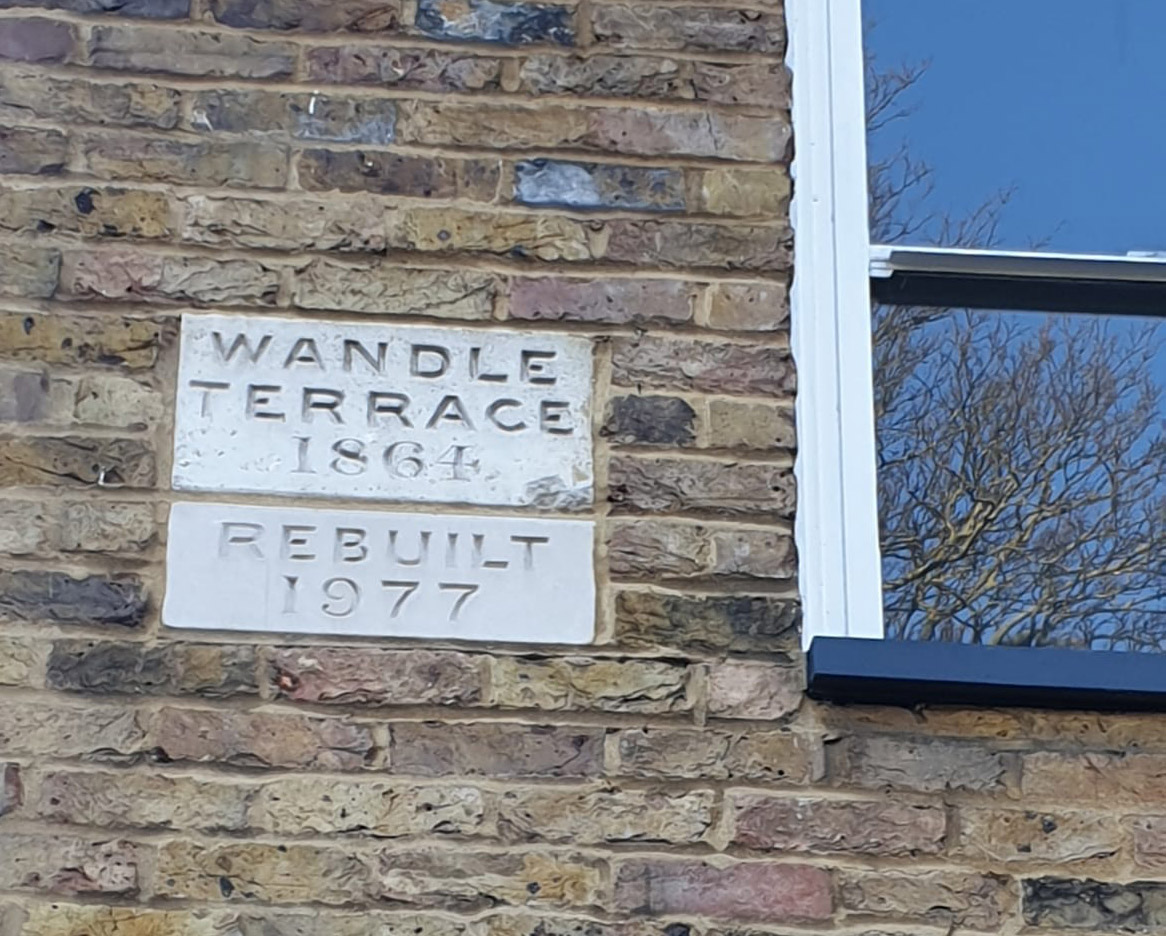 WANDLE
TERRACE
1864
REBUILT
1977